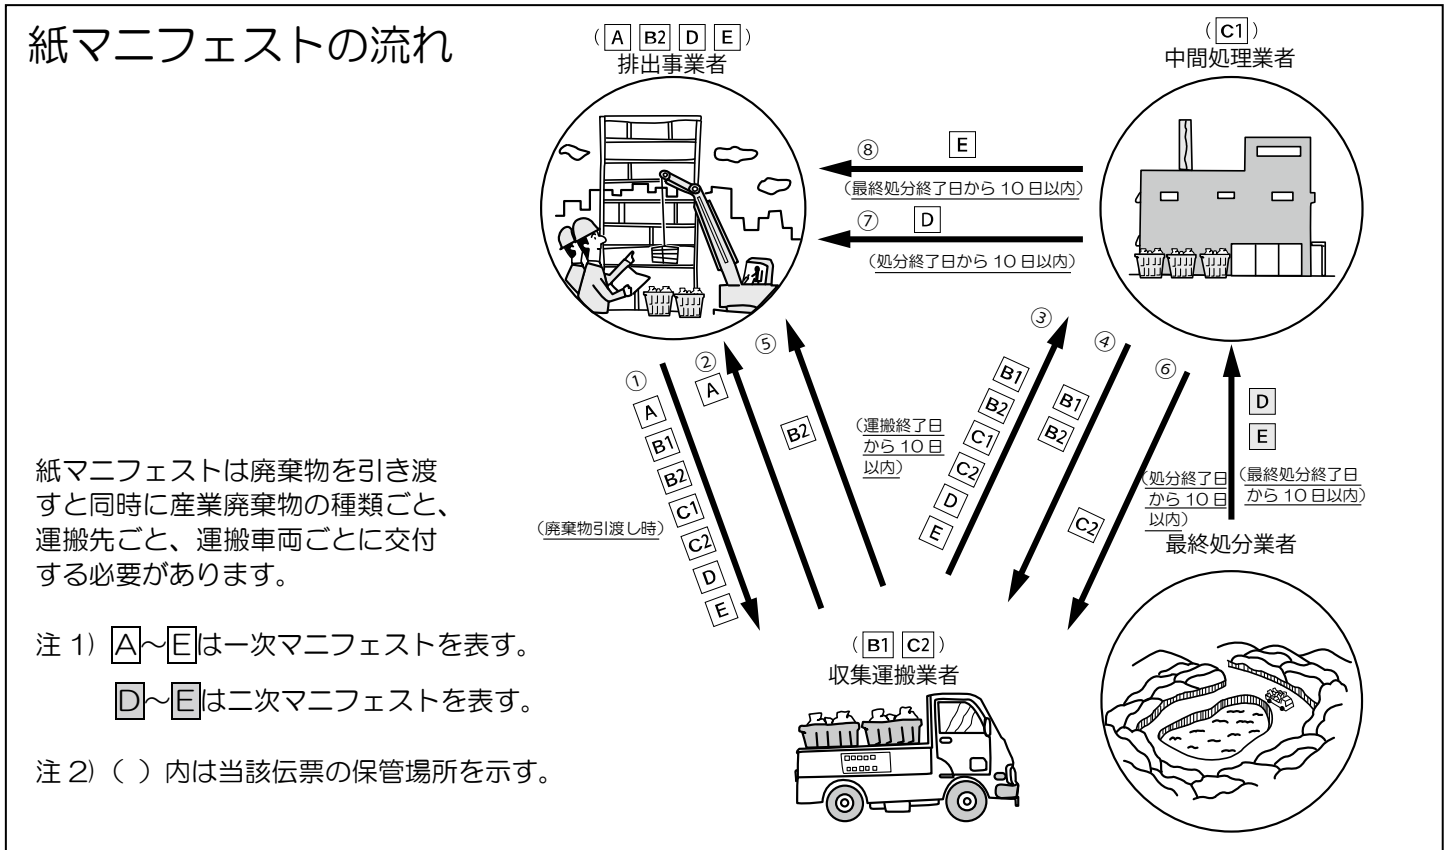 紙マニフェストの流れ
(A B2 D E)
排出事業者
(C1)
中間処理業者
⑧ E
(最終処分終了日から 10 日以内)
⑦ D
(処分終了日から 10 日以内)
①
A
B1
B2
C1
C2
D
E
(廃棄物引渡し時)
②
A
⑤
B2
(運搬終了日
から 10 日
以内)
③
B1
B2
C1
C2
D
E
④
B1
B2
⑥
C2
(処分終了日
から 10 日
以内)
D
E
(最終処分終了日
から 10 日以内)
最終処分業者
(B1 C2)
収集運搬業者
紙マニフェストは廃棄物を引き渡
すと同時に産業廃棄物の種類ごと、
運搬先ごと、運搬車両ごとに交付
する必要があります。
注 1) A～Eは一次マニフェストを表す。
D～Eは二次マニフェストを表す。
注 2) ( )内は当該伝票の保管場所を示す。